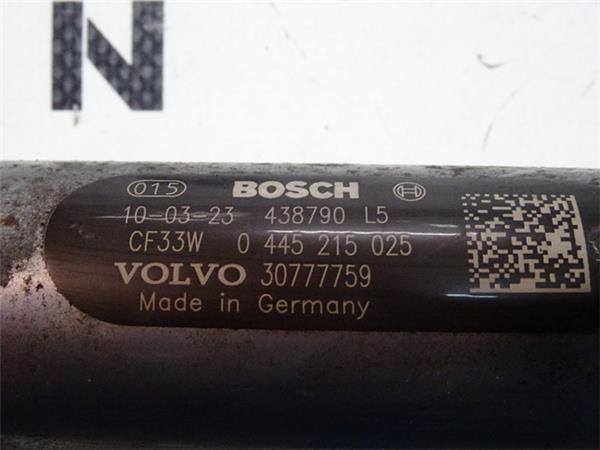 N
015 BOSCH
10-03-23 438790 L5
CF33W 0 445 215 025
VOLVO 30777759
Made in Germany